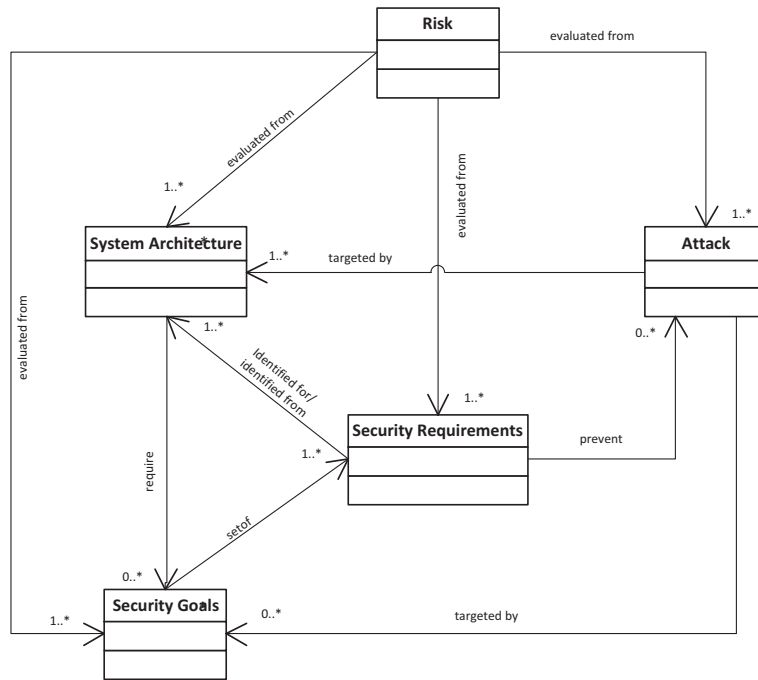 Risk
evaluated from
evaluated from
evaluated from
1..*
1..*
System Architecture
*
Attack
1..*
targeted by
evaluated from
1..*
0..*
Identified for/
identified from
1..*
Security Requirements
1..*
prevent
require
setof
0..*
Security Goals
*
1..*
0..*
targeted by